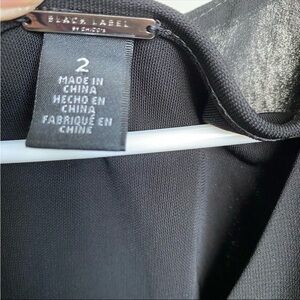 BLACK LABEL
BY CHICO'S
2
MADE IN
CHINA
HECHO EN
CHINA
FABRIQUÉ EN
CHINE